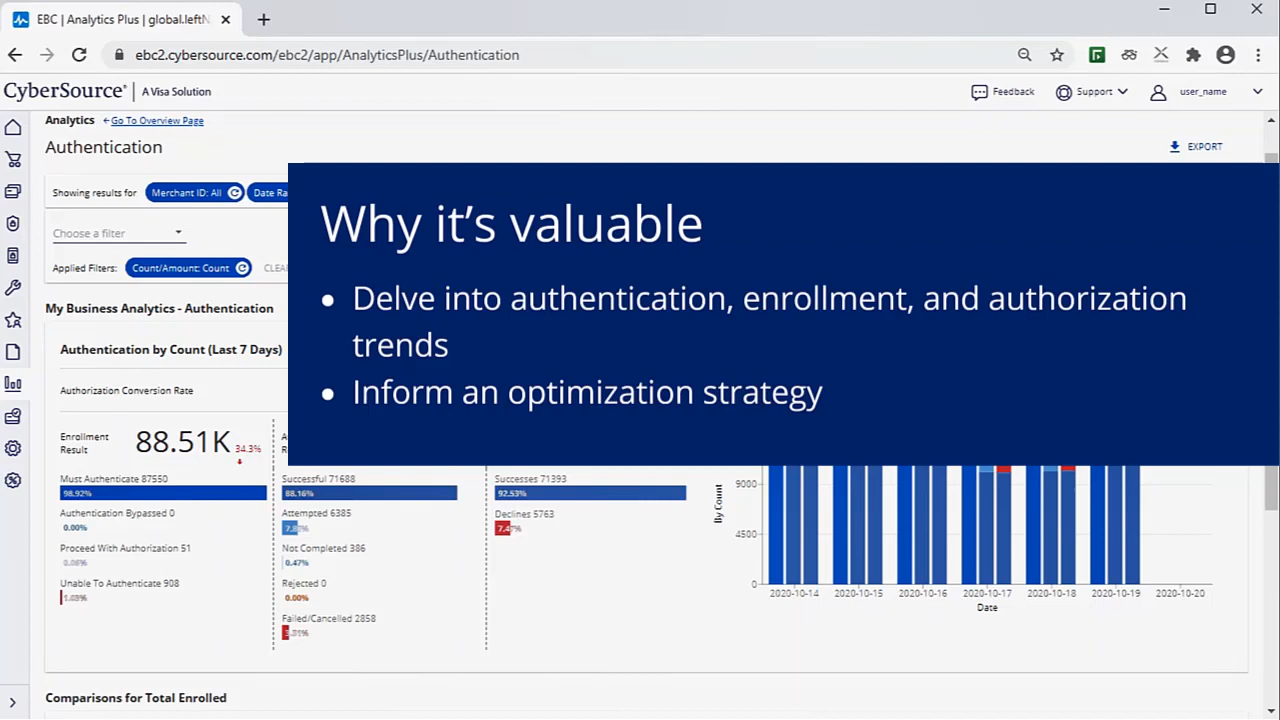 EBC | Analytics Plus | global.leftN
ebc2.cybersource.com/ebc2/app/AnalyticsPlus/Authentication
CyberSource® A Visa Solution
Feedback
Support
user_name
Analytics
Go To Overview Page
Authentication
EXPORT
Showing results for
Merchant ID: All
Date Ra
Choose a filter
Applied Filters:
Count/Amount: Count
CLEA
Why it's valuable
• Delve into authentication, enrollment, and authorization
trends
• Inform an optimization strategy
My Business Analytics - Authentication
Authentication by Count (Last 7 Days)
Authorization Conversion Rate
Enrollment
Result
88.51K
34.3%
Must Authenticate 87550
98.92%
Authentication Bypassed 0
0.00%
Proceed With Authorization 51
0.06%
Unable To Authenticate 908
1.03%
Successful 71688
88.16%
Attempted 6385
Not Completed 386
0.47%
Rejected 0
0.00%
Failed/Cancelled 2858
Successes 71393
92.53%
Declines 5763
7.47%
By Count
9000
4500
0
2020-10-14
2020-10-15
2020-10-16
2020-10-17
2020-10-18
2020-10-19
2020-10-20
Date
Comparisons for Total Enrolled